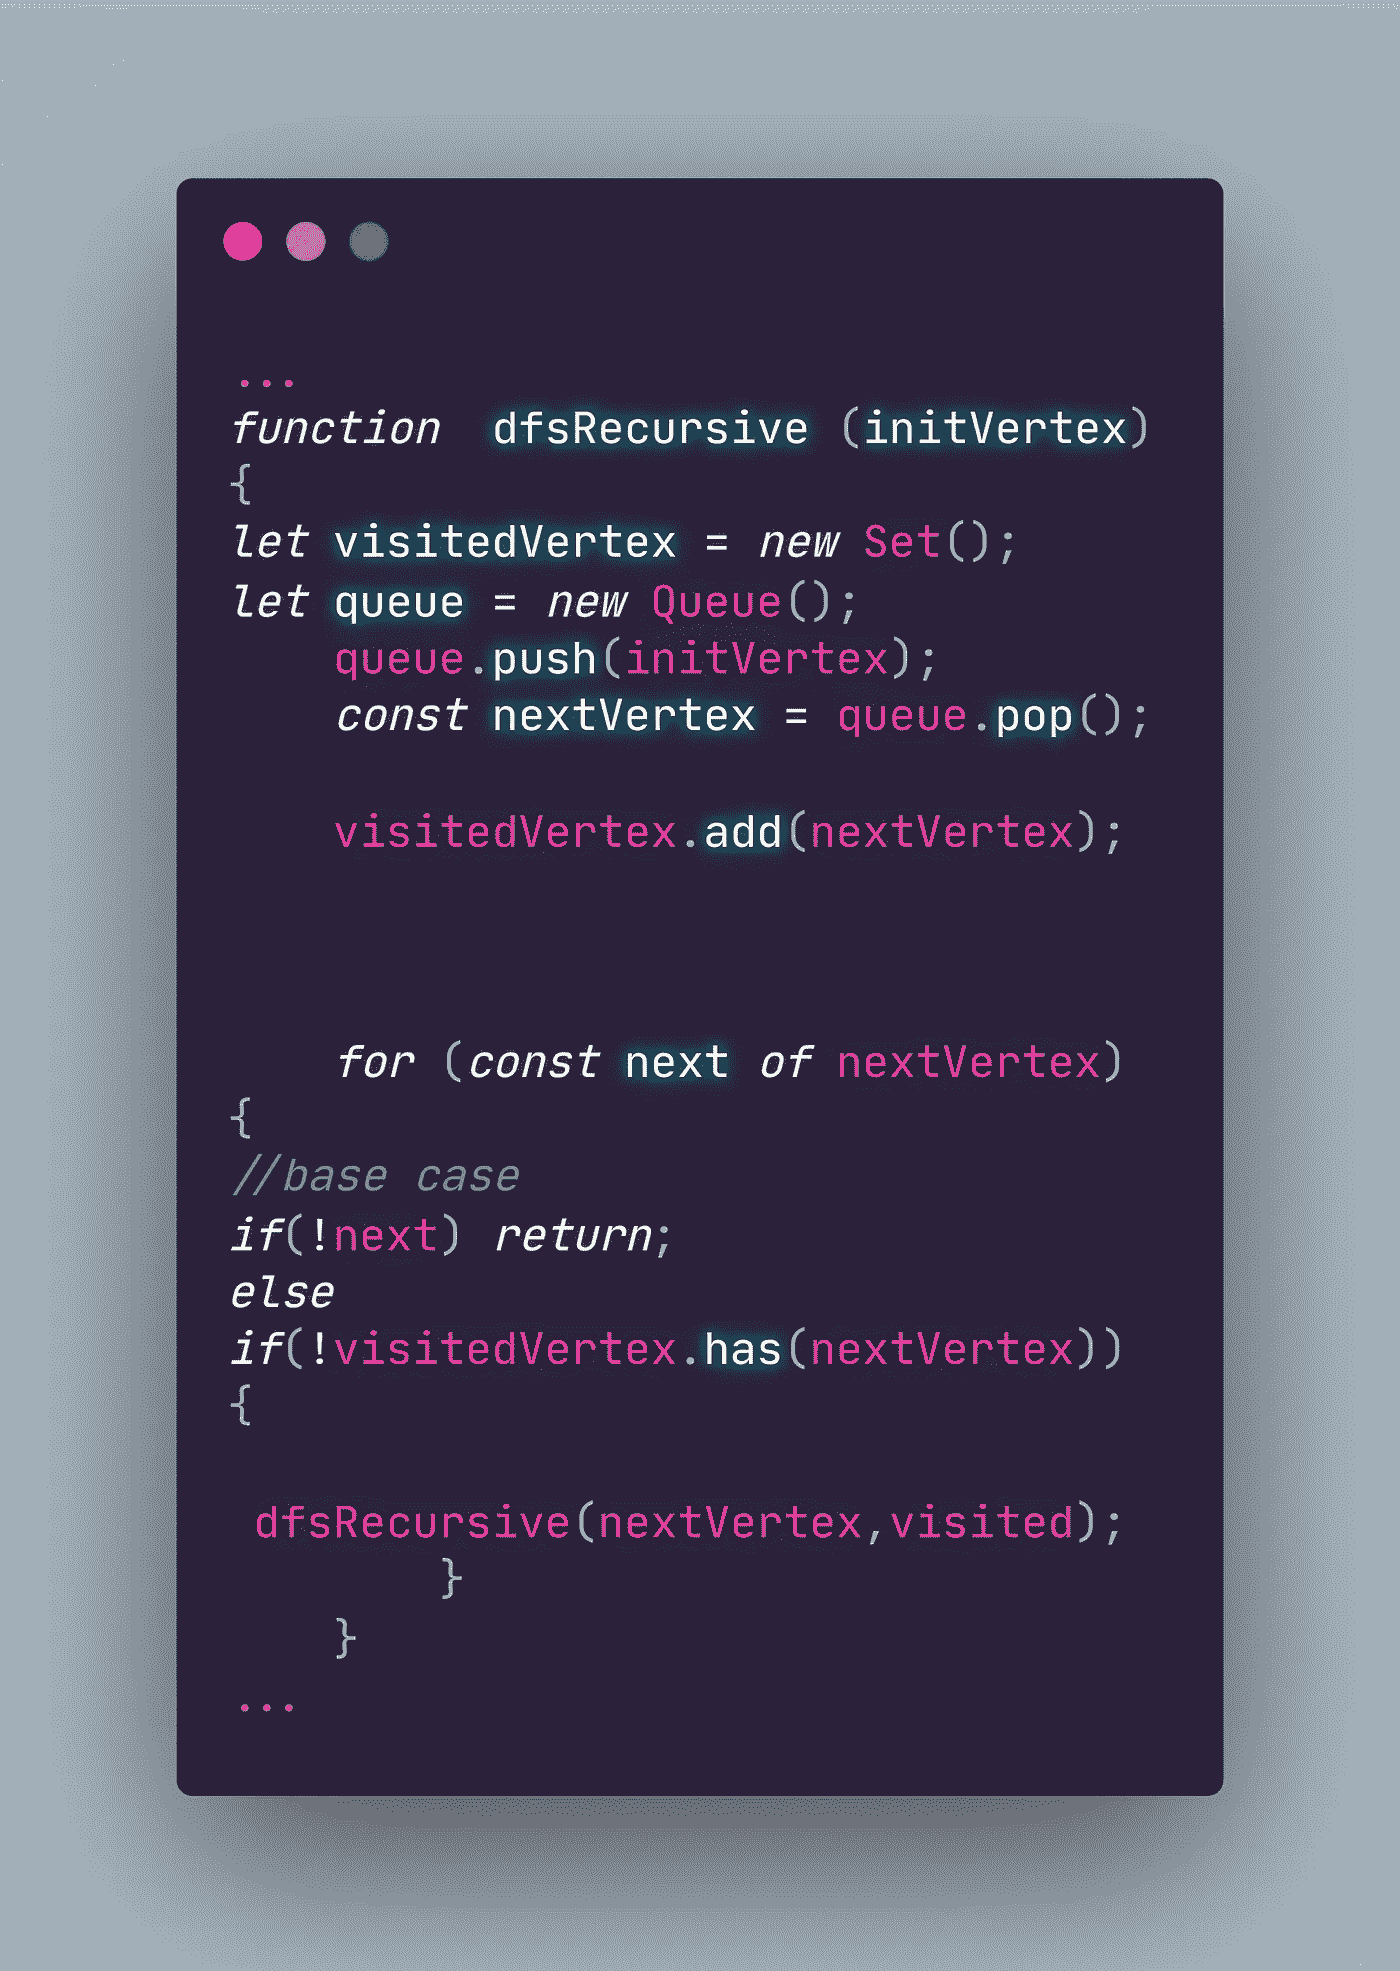 ...
function  dfsRecursive (initVertex)
{
let visitedVertex = new Set();
let queue = new Queue();
    queue.push(initVertex);
    const nextVertex = queue.pop();
    visitedVertex.add(nextVertex);
    for (const next of nextVertex)
{
//base case
if(!next) return;
else
if(!visitedVertex.has(nextVertex))
{
 dfsRecursive(nextVertex,visited);
        }
    }
...